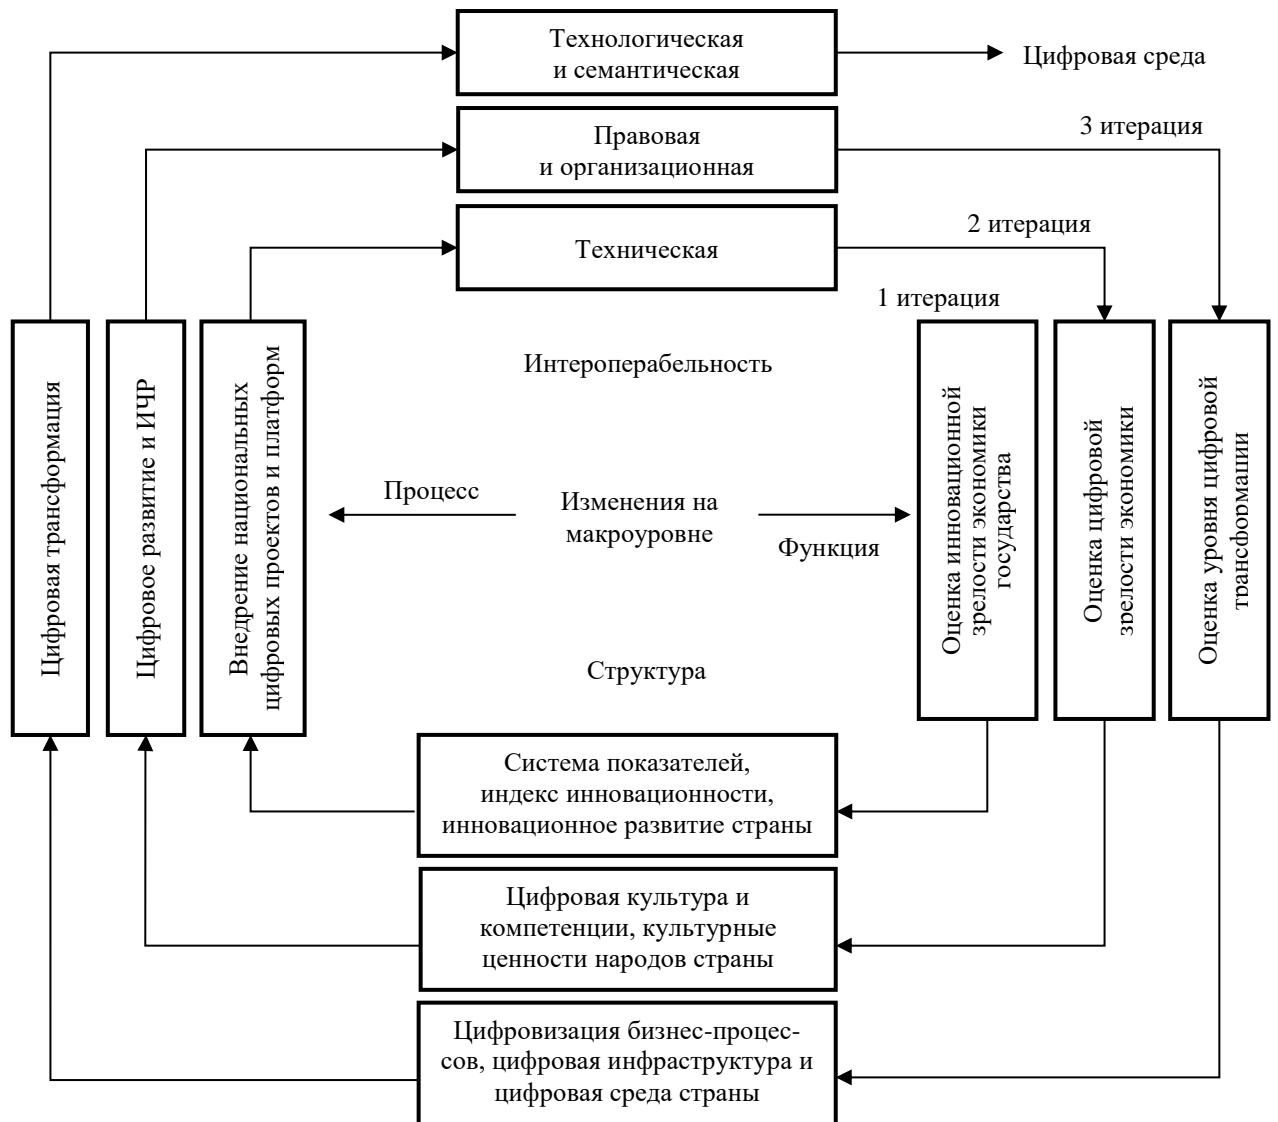 Технологическая
и семантическая
Цифровая среда
Правовая
и организационная
3 итерация
Техническая
2 итерация
1 итерация
Интероперабельность
Цифровая трансформация
Цифровое развитие и ИЧР
Внедрение национальных
цифровых проектов и платформ
Процесс
Изменения на
макроуровне
Функция
Оценка инновационной
зрелости экономики
государства
Оценка цифровой
зрелости экономики
Оценка уровня цифровой
трансформации
Структура
Система показателей,
индекс инновационности,
инновационное развитие страны
Цифровая культура и
компетенции, культурные
ценности народов страны
Цифровизация бизнес-процес-
сов, цифровая инфраструктура и
цифровая среда страны